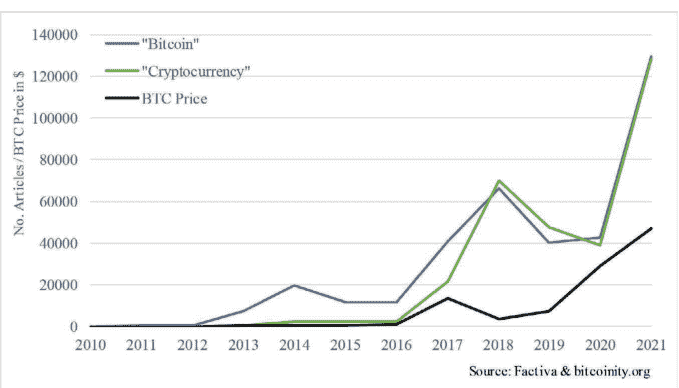 140000
120000
100000
80000
60000
40000
20000
0
No. Articles / BTC Price in $
"Bitcoin"
"Cryptocurrency"
BTC Price
2010 2011 2012 2013 2014 2015 2016 2017 2018 2019 2020 2021
Source: Factiva & bitcoinity.org